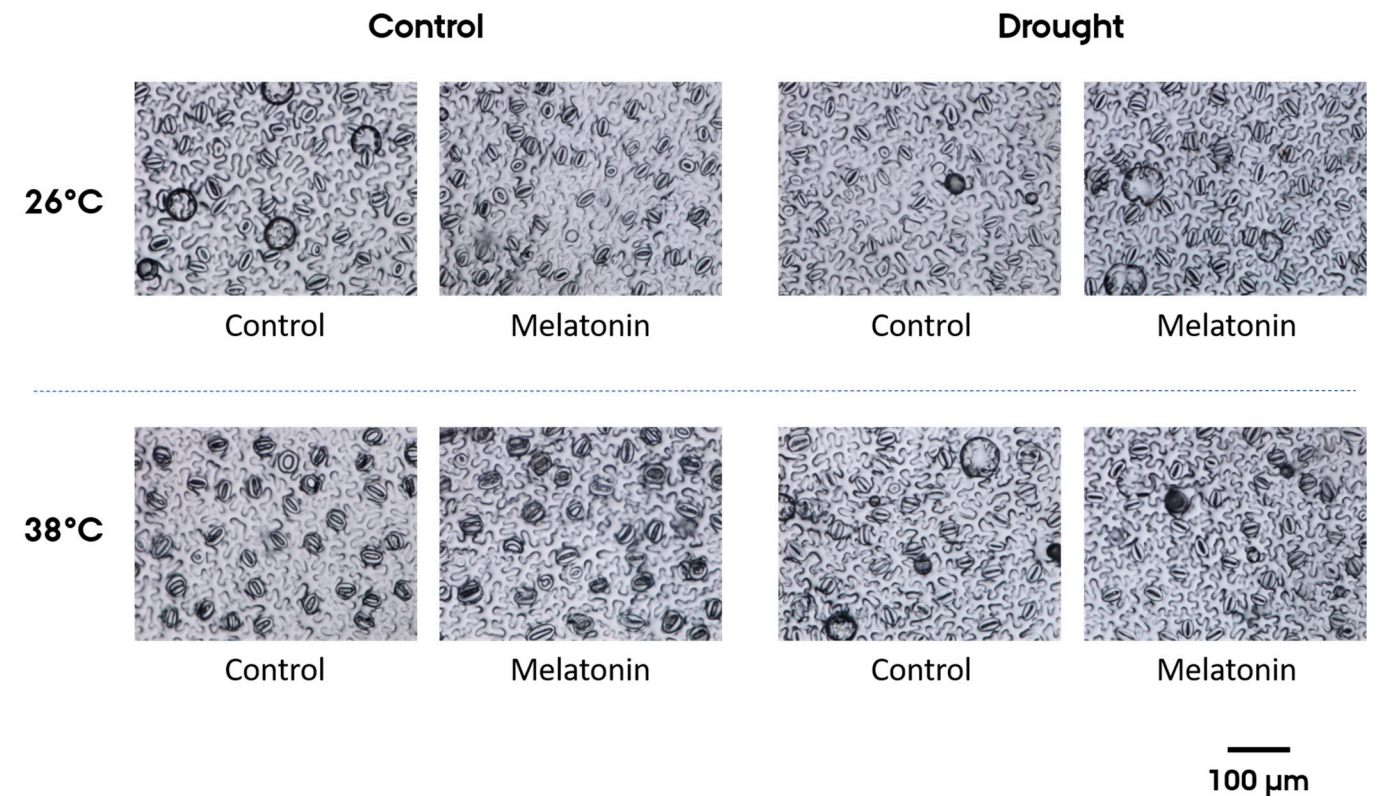 Control
Drought
26°C
Control
Melatonin
Control
Melatonin
38°C
Control
Melatonin
Control
Melatonin
100 µm